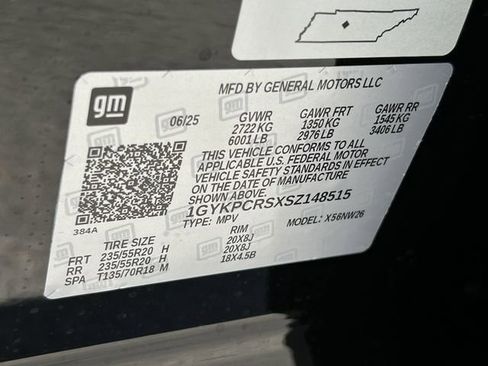 MFD BY GENERAL MOTORS LLC
gm
06/25 GVWR GAWR FRT GAWR RR
2722 KG 1350 KG 1545 KG
6001 LB 2976 LB 3406 LB
THIS VEHICLE CONFORMS TO ALL
APPLICABLE U.S. FEDERAL MOTOR
VEHICLE SAFETY STANDARDS IN EFFECT
ON THE DATE OF MANUFACTURE SHOWN ABOVE.
1GYKPCRSXSZ148515
384A TYPE: MPV MODEL: X56NW26
TIRE SIZE RIM
FRT 235/55R20 H 20X8J
RR 235/55R20 H 20X8J
SPA T135/70R18 M 18X4.5B